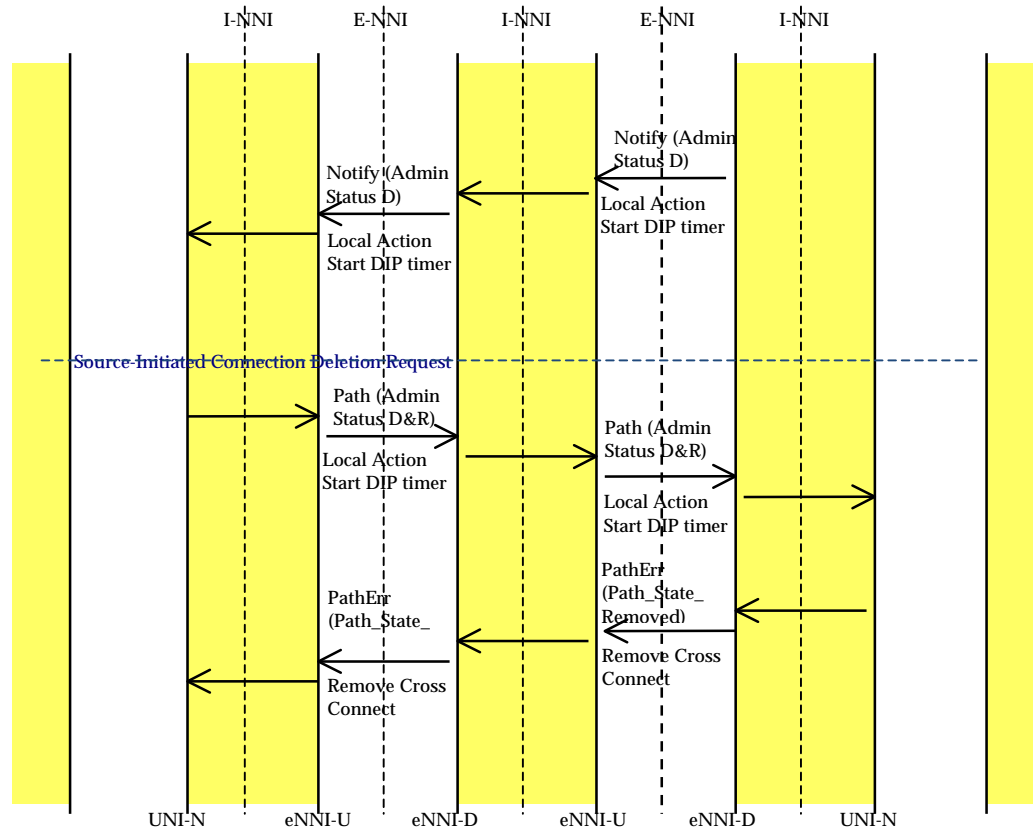 I-NNI E-NNI I-NNI E-NNI I-NNI
Notify (Admin
Status D)
Notify (Admin
Status D)
Local Action
Start DIP timer
Local Action
Start DIP timer
Source-Initiated Connection Deletion Request
Path (Admin
Status D&R)
Path (Admin
Status D&R)
Local Action
Start DIP timer
Local Action
Start DIP timer
PathErr
(Path_State_
Removed)
PathErr
(Path_State_
Remove Cross
Connect
Remove Cross
Connect
UNI-N eNNI-U eNNI-D eNNI-U eNNI-D UNI-N